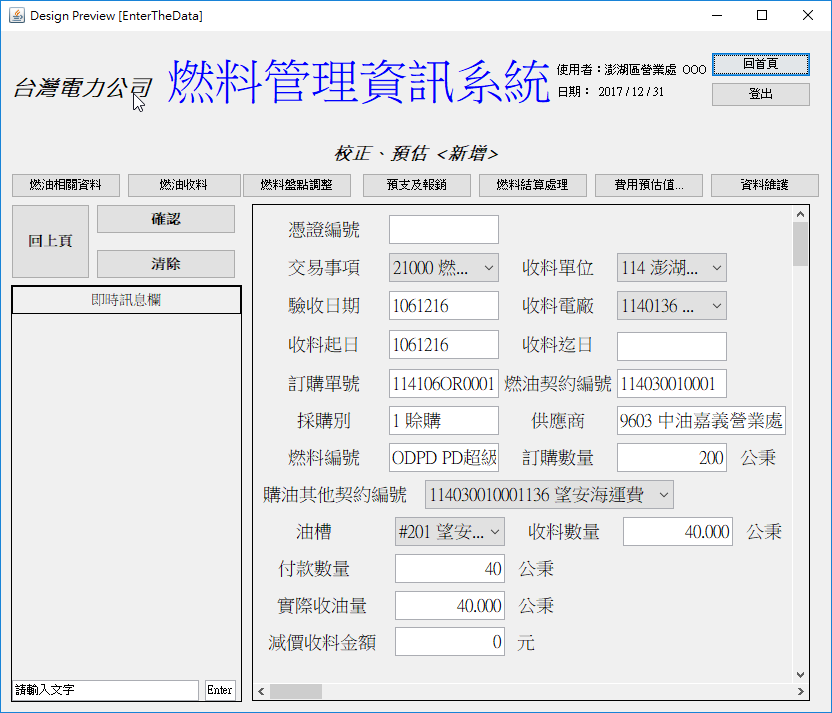 Design Preview [EnterTheData]
台灣電力公司 燃料管理資訊系統 使用者：澎湖區營業處 OOO 回首頁
日期： 2017 / 12 / 31 登出
校正、預估 <新增>
燃油相關資料 燃油收料 燃料盤點調整 預支及報銷 燃料結算處理 費用預估值... 資料維護
回上頁 確認
清除
即時訊息欄
請輸入文字 Enter
憑證編號
交易事項 21000 燃... 收料單位 114 澎湖...
驗收日期 1061216 收料電廠 1140136 ...
收料起日 1061216 收料迄日
訂購單號 114106OR0001 燃油契約編號 114030010001
採購別 1 賒購 供應商 9603 中油嘉義營業處
燃料編號 ODPD PD超級 訂購數量 200 公秉
購油其他契約編號 114030010001136 望安海運費
油槽 #201 望安... 收料數量 40.000 公秉
付款數量 40 公秉
實際收油量 40.000 公秉
減價收料金額 0 元